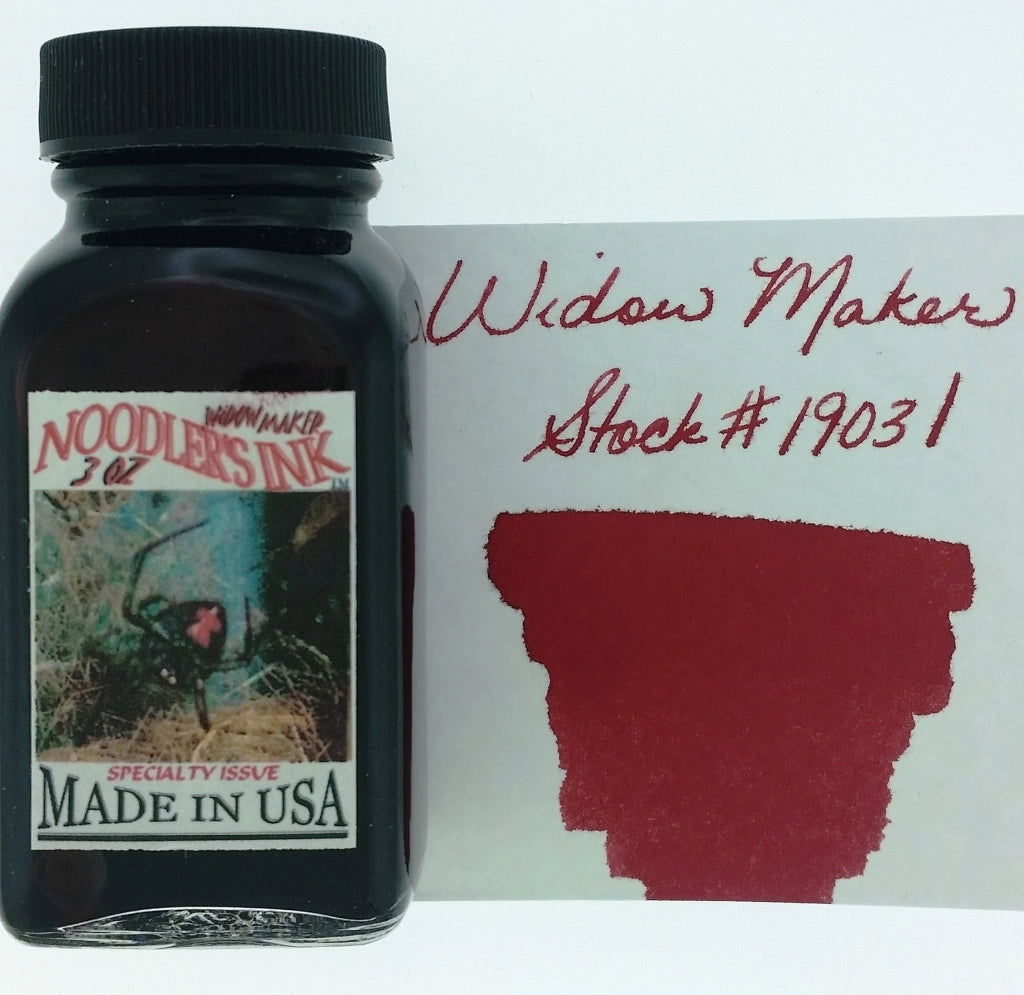 WIDOW MAKER
NOODLER'S INK
3 OZ
TM
SPECIALTY ISSUE
MADE IN USA
Widow Maker
Stock # 19031